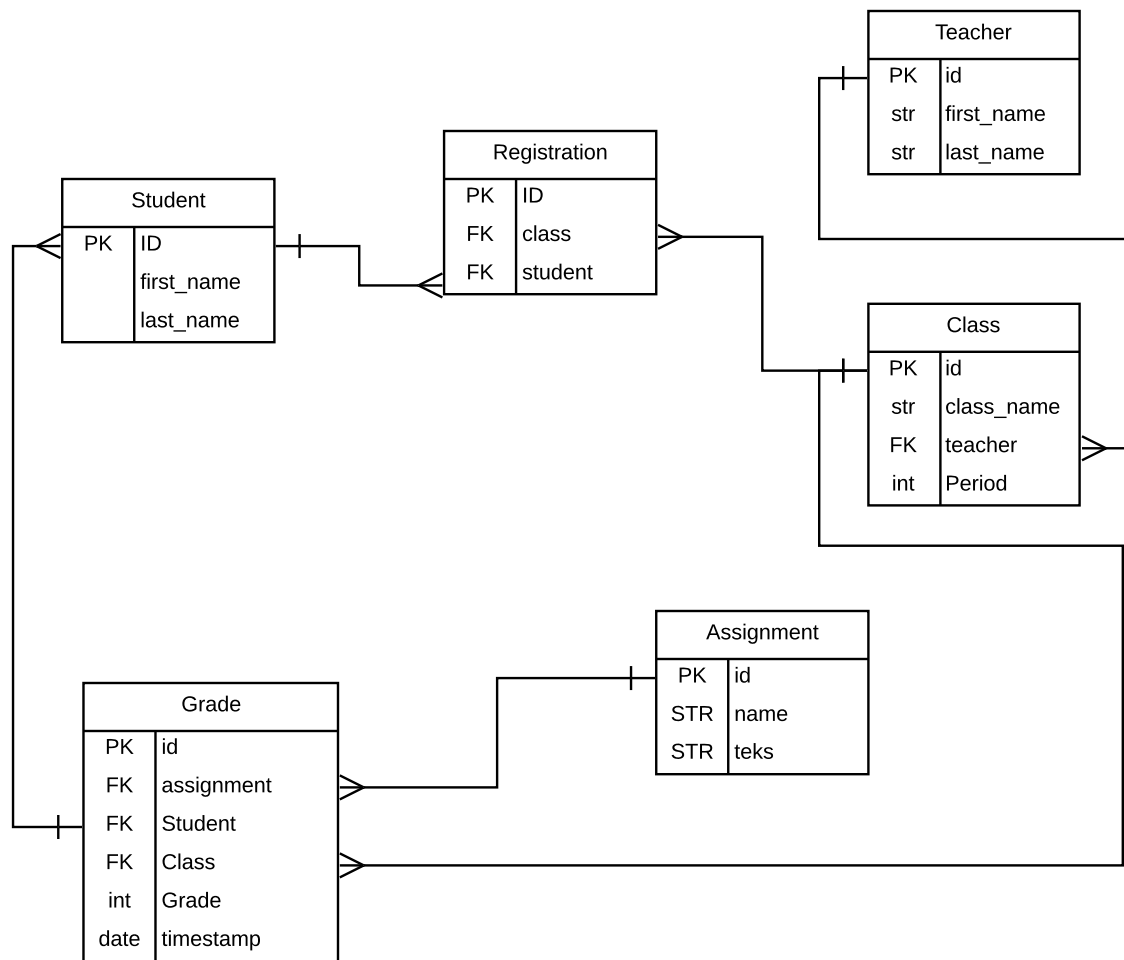 Teacher
PK id
str first_name
str last_name
Registration
PK ID
FK class
FK student
Student
PK ID
first_name
last_name
Class
PK id
str class_name
FK teacher
int Period
Assignment
PK id
STR name
STR teks
Grade
PK id
FK assignment
FK Student
FK Class
int Grade
date timestamp